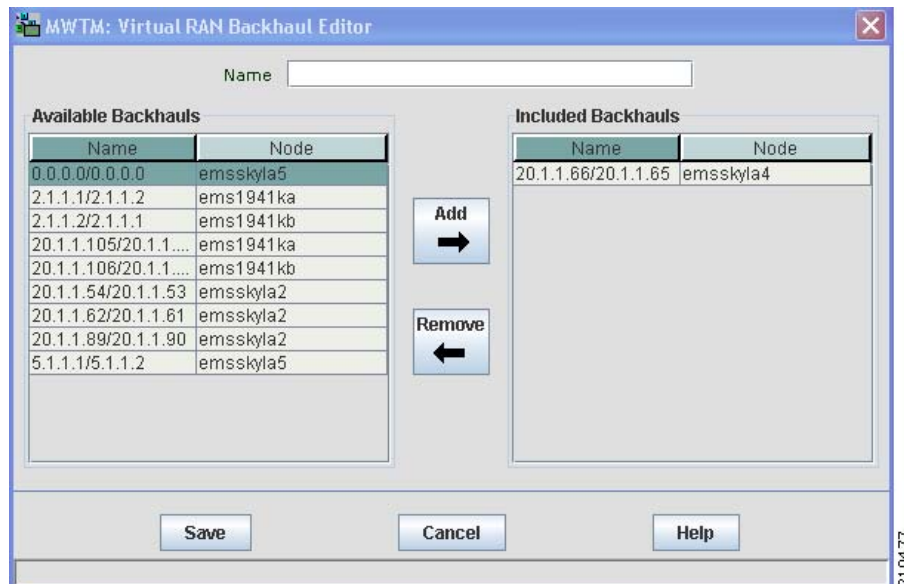 MWTM: Virtual RAN Backhaul Editor
Name
Available Backhauls
Name Node
0.0.0.0/0.0.0.0 emsskyla5
2.1.1.1/2.1.1.2 ems1941ka
2.1.1.2/2.1.1.1 ems1941kb
20.1.1.105/20.1.1.... ems1941ka
20.1.1.106/20.1.1.... ems1941kb
20.1.1.54/20.1.1.53 emsskyla2
20.1.1.62/20.1.1.61 emsskyla2
20.1.1.89/20.1.1.90 emsskyla2
5.1.1.1/5.1.1.2 emsskyla5
Add
Remove
Included Backhauls
Name Node
20.1.1.66/20.1.1.65 emsskyla4
Save Cancel Help